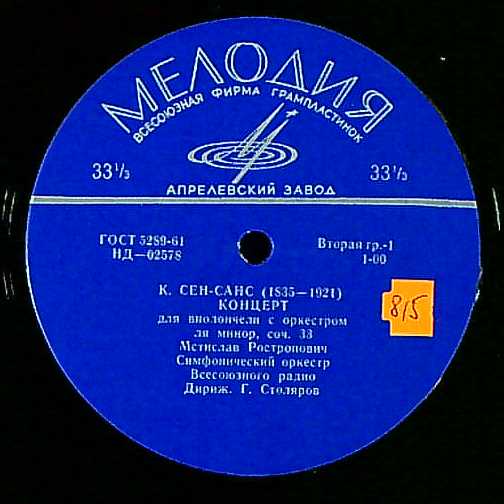 МЕЛОДИЯ
ВСЕСОЮЗНАЯ ФИРМА ГРАМПЛАСТИНОК
33⅓ 33⅓
АПРЕЛЕВСКИЙ ЗАВОД
ГОСТ 5289-61 Вторая гр.-1
НД—02578 1-00
К. СЕН-САНС (1835—1921)
КОНЦЕРТ
815
для виолончели с оркестром
ля минор, соч. 33
Мстислав Ростропович
Симфонический оркестр
Всесоюзного радио
Дириж. Г. Столяров